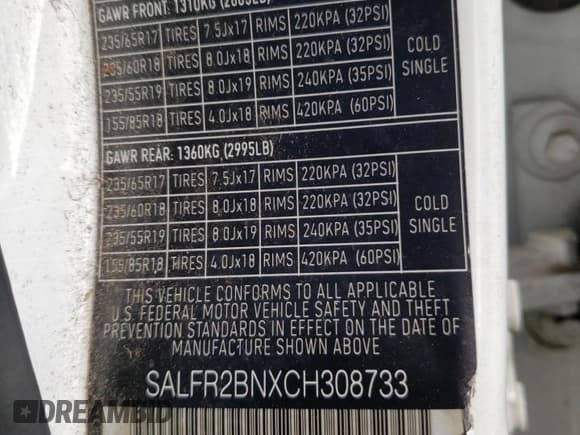 GAWR FRONT: 1310KG (2885LB)
235/65R17 TIRES 7.5Jx17 RIMS 220KPA (32PSI)
235/60R18 TIRES 8.0Jx18 RIMS 220KPA (32PSI)
235/55R19 TIRES 8.0Jx19 RIMS 240KPA (35PSI)
155/85R18 TIRES 4.0Jx18 RIMS 420KPA (60PSI)
COLD
SINGLE
GAWR REAR: 1360KG (2995LB)
235/65R17 TIRES 7.5Jx17 RIMS 220KPA (32PSI)
235/60R18 TIRES 8.0Jx18 RIMS 220KPA (32PSI)
235/55R19 TIRES 8.0Jx19 RIMS 240KPA (35PSI)
155/85R18 TIRES 4.0Jx18 RIMS 420KPA (60PSI)
COLD
SINGLE
THIS VEHICLE CONFORMS TO ALL APPLICABLE
U.S. FEDERAL MOTOR VEHICLE SAFETY AND THEFT
PREVENTION STANDARDS IN EFFECT ON THE DATE OF
MANUFACTURE SHOWN ABOVE
SALFR2BNXCH308733
DREAMBID